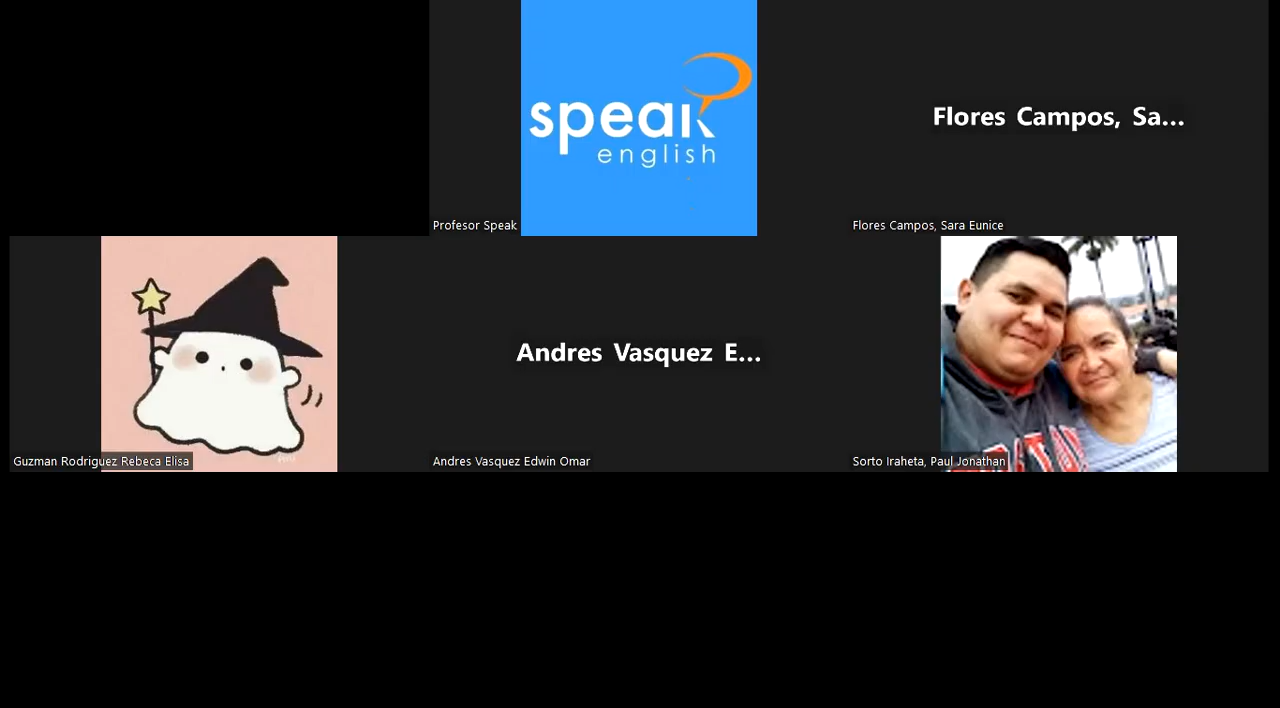 speak
english
Flores Campos, Sa...
Profesor Speak
Flores Campos, Sara Eunice
Andres Vasquez E...
Guzman Rodriguez Rebeca Elisa
Andres Vasquez Edwin Omar
Sorto Iraheta, Paul Jonathan